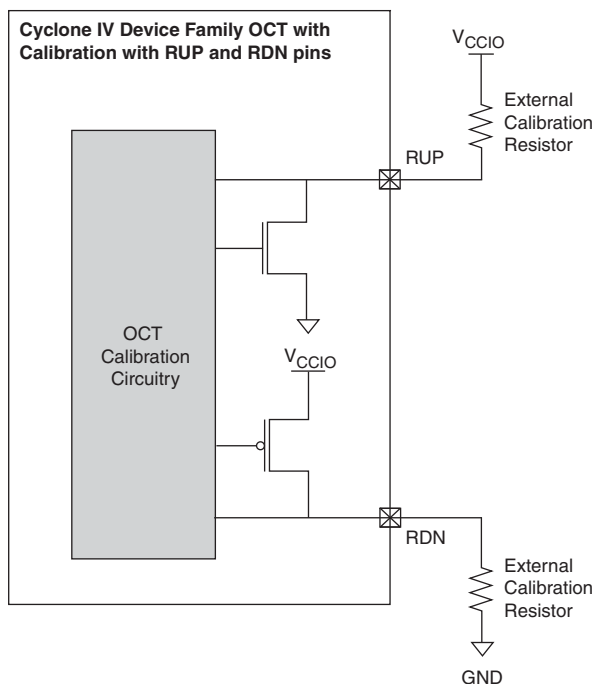 Cyclone IV Device Family OCT with
Calibration with RUP and RDN pins
VCCIO
External
Calibration
Resistor
RUP
OCT
Calibration
Circuitry
VCCIO
RDN
External
Calibration
Resistor
GND